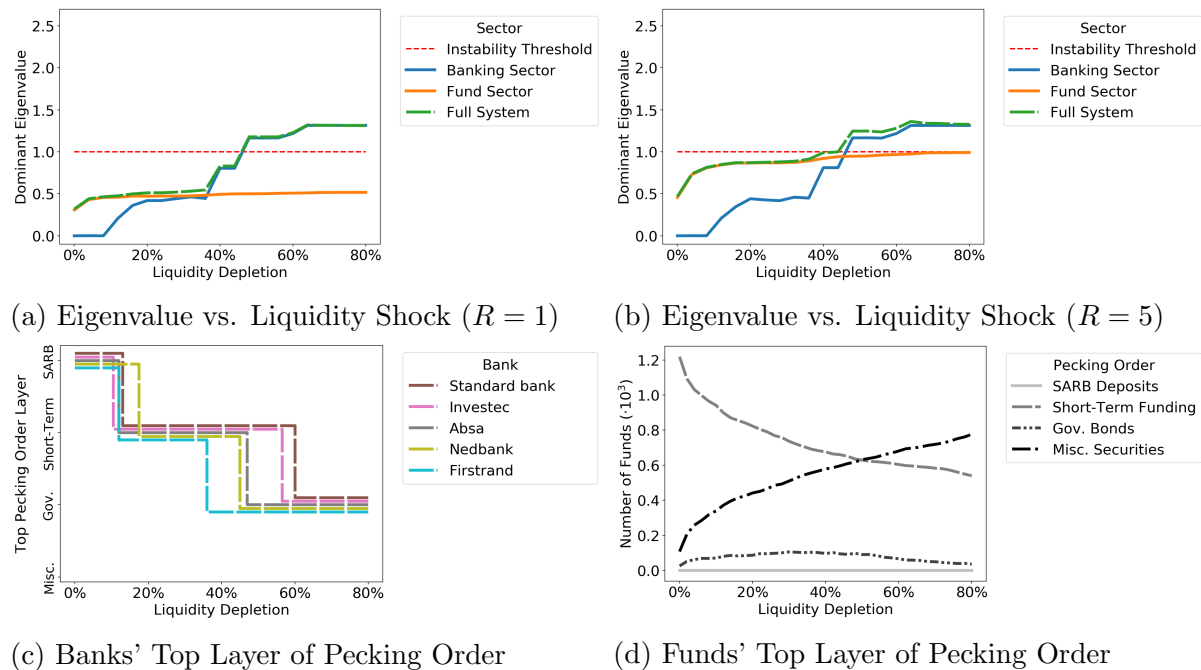 2.5
2.0
1.5
1.0
0.5
0.0
Dominant Eigenvalue
0%
20%
40%
60%
80%
Liquidity Depletion
Sector
Instability Threshold
Banking Sector
Fund Sector
Full System
(a) Eigenvalue vs. Liquidity Shock (R = 1)
2.5
2.0
1.5
1.0
0.5
0.0
Dominant Eigenvalue
0%
20%
40%
60%
80%
Liquidity Depletion
Sector
Instability Threshold
Banking Sector
Fund Sector
Full System
(b) Eigenvalue vs. Liquidity Shock (R = 5)
SARB
Short-Term
Gov.
Misc.
Top Pecking Order Layer
0%
20%
40%
60%
80%
Liquidity Depletion
Bank
Standard bank
Investec
Absa
Nedbank
Firstrand
(c) Banks' Top Layer of Pecking Order
1.2
1.0
0.8
0.6
0.4
0.2
0.0
Number of Funds (·10³)
0%
20%
40%
60%
80%
Liquidity Depletion
Pecking Order
SARB Deposits
Short-Term Funding
Gov. Bonds
Misc. Securities
(d) Funds' Top Layer of Pecking Order